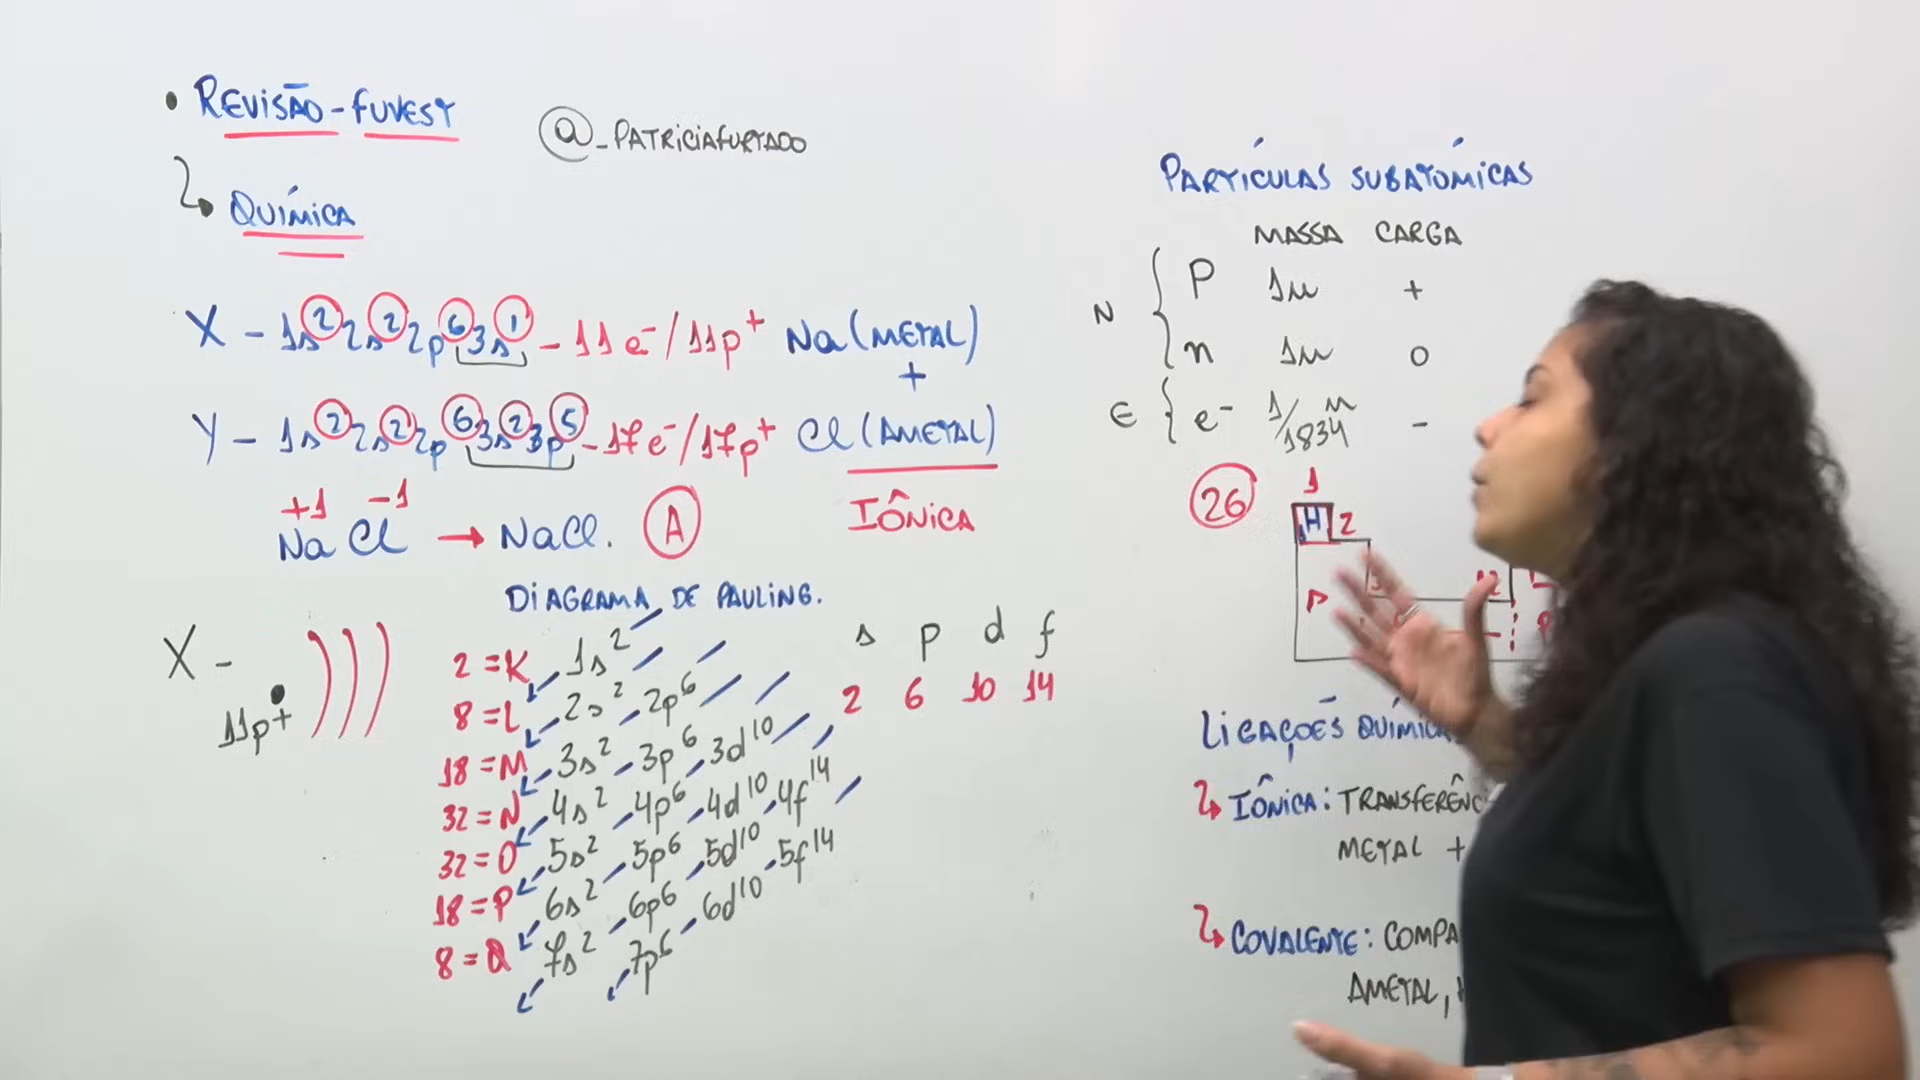 • REVISÃO - FUVEST
@_PATRICIAFURTADO
QUÍMICA
X - 1s² 2s² 2p⁶ 3s¹ - 11 e⁻ / 11p⁺ Na (METAL)
+
Y - 1s² 2s² 2p⁶ 3s² 3p⁵ - 17 e⁻ / 17p⁺ Cl (AMETAL)
+1 -1
Na Cl → NaCl. A IÔNICA
DIAGRAMA DE PAULING.
X -
11p+
s p d f
2 6 10 14
2 = K 1s²
8 = L 2s² 2p⁶
18 = M 3s² 3p⁶ 3d¹⁰
32 = N 4s² 4p⁶ 4d¹⁰ 4f¹⁴
32 = O 5s² 5p⁶ 5d¹⁰ 5f¹⁴
18 = P 6s² 6p⁶ 6d¹⁰
8 = Q 7s² 7p⁶
PARTÍCULAS SUBATÔMICAS
MASSA CARGA
N P 1u +
n 1u 0
E e⁻ 1/1834 u -
26
1
H 2
LIGAÇÕES
IÔNICA:
METAL +
COVALENTE:
AMETAL,